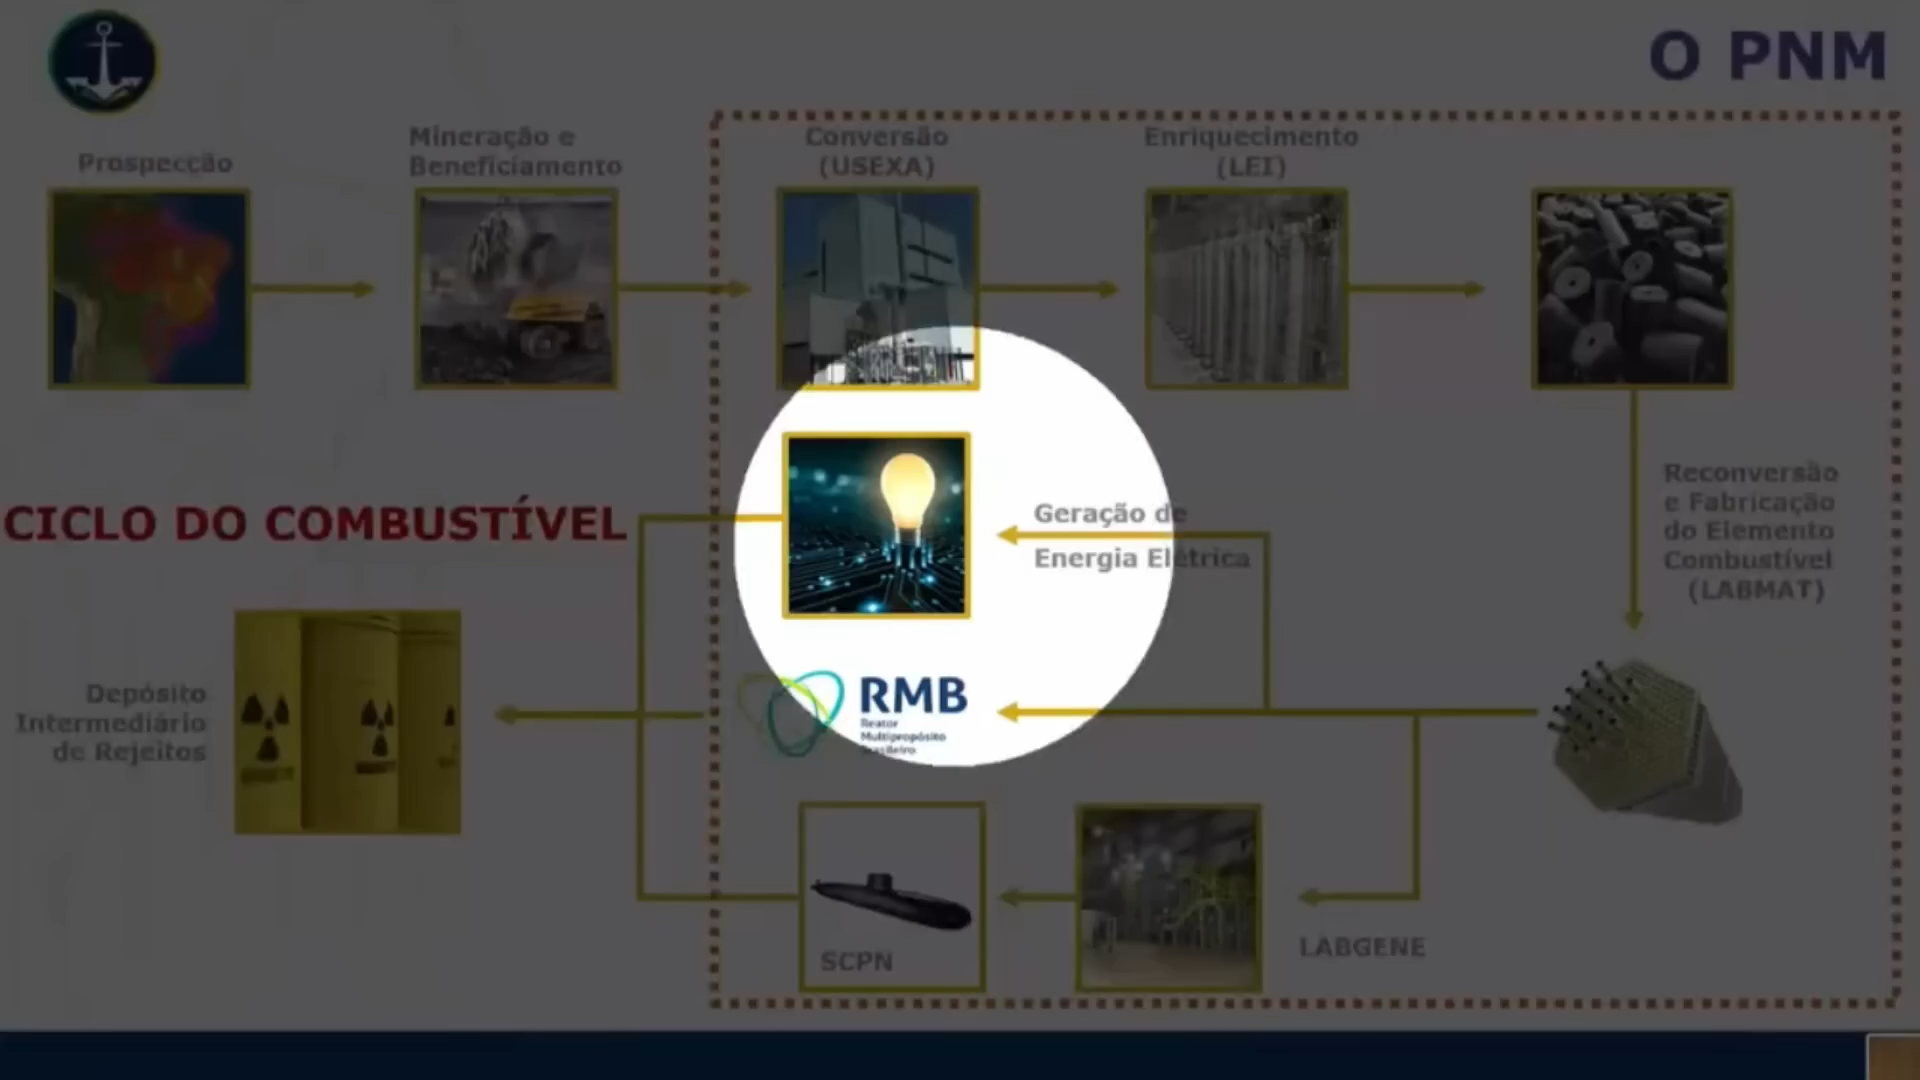 O PNM
Prospecção
Mineração e
Beneficiamento
Conversão
(USEXA)
Enriquecimento
(LEI)
CICLO DO COMBUSTÍVEL
Geração de
Energia Elétrica
Reconversão
e Fabricação
do Elemento
Combustível
(LABMAT)
Depósito
Intermediário
de Rejeitos
RMB
Reator
Multipropósito
Brasileiro
SCPN
LABGENE